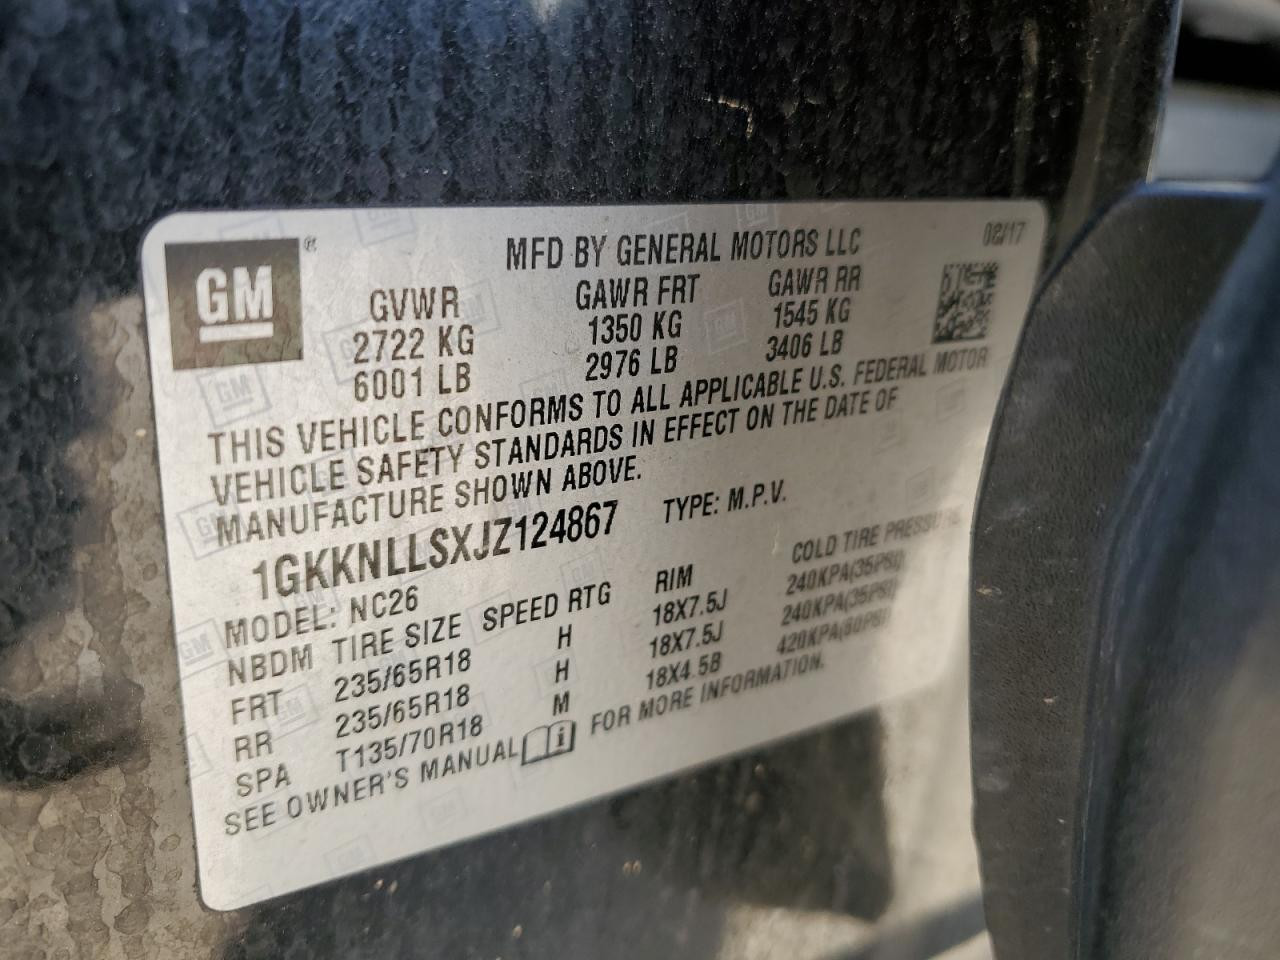 GM®
MFD BY GENERAL MOTORS LLC
08/17
GVWR GAWR FRT GAWR RR
2722 KG 1350 KG 1545 KG
6001 LB 2976 LB 3406 LB
THIS VEHICLE CONFORMS TO ALL APPLICABLE U.S. FEDERAL MOTOR
VEHICLE SAFETY STANDARDS IN EFFECT ON THE DATE OF
MANUFACTURE SHOWN ABOVE.
1GKKNLLSXJZ124867 TYPE: M.P.V.
MODEL: NC26
NBDM TIRE SIZE SPEED RTG RIM COLD TIRE PRESSURE
FRT 235/65R18 H 18X7.5J 240KPA(35PSI)
RR 235/65R18 H 18X7.5J 240KPA(35PSI)
SPA T135/70R18 M 18X4.5B 420KPA(60PSI)
SEE OWNER'S MANUAL FOR MORE INFORMATION.